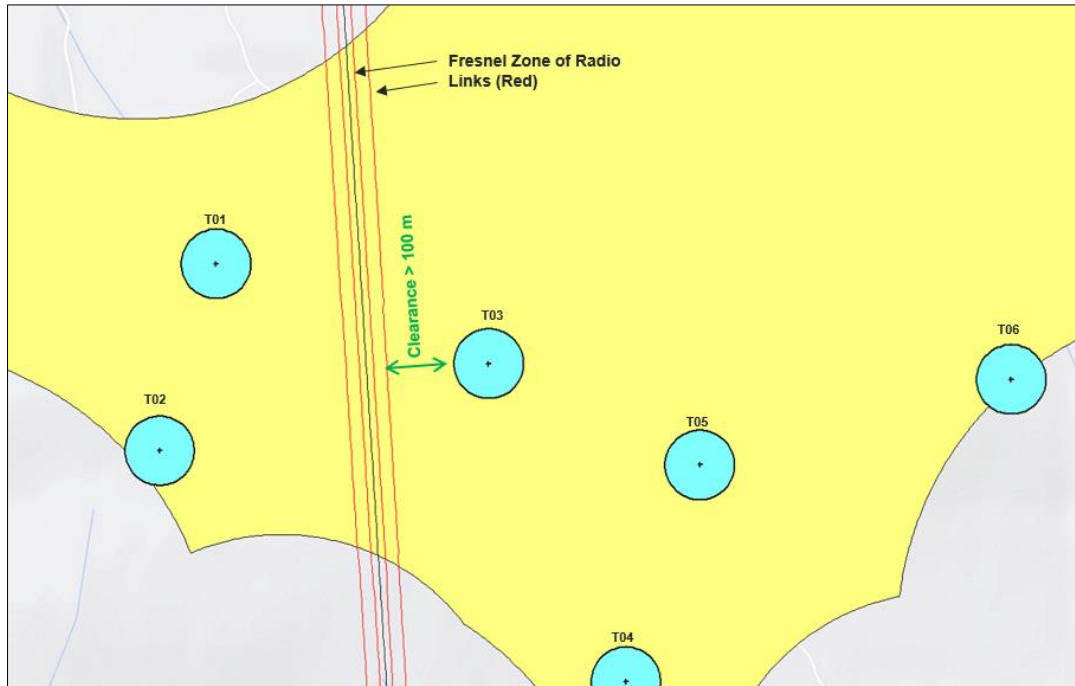 Fresnel Zone of Radio
Links (Red)
T01
Clearance > 100 m
T03
T06
T02
T05
T04